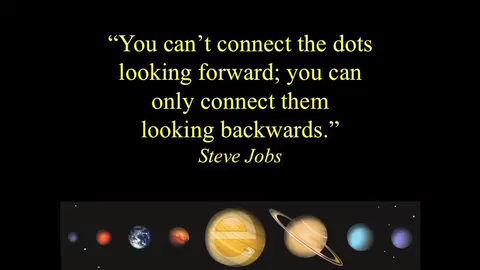 “You can’t connect the dots
looking forward; you can
only connect them
looking backwards.”
Steve Jobs